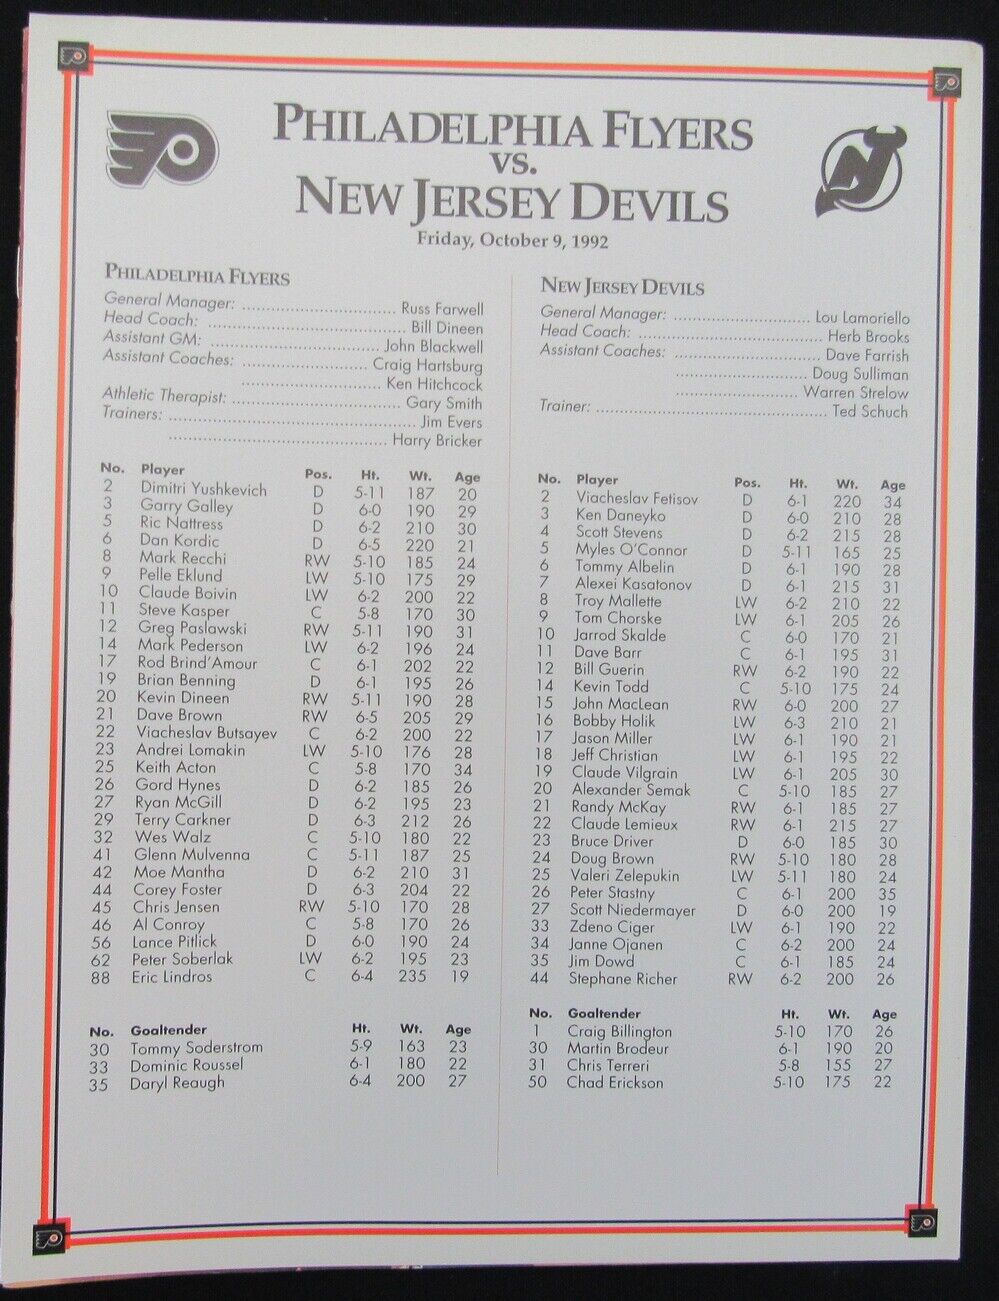 PHILADELPHIA FLYERS
VS.
NEW JERSEY DEVILS
Friday, October 9, 1992
PHILADELPHIA FLYERS
General Manager: .................................. Russ Farwell
Head Coach: .......................................... Bill Dineen
Assistant GM: .................................... John Blackwell
Assistant Coaches: ........................... Craig Hartsburg
.............................. Ken Hitchcock
Athletic Therapist: .................................... Gary Smith
Trainers: ..................................................... Jim Evers
.............................................. Harry Bricker
No. Player Pos. Ht. Wt. Age
2 Dimitri Yushkevich D 5-11 187 20
3 Garry Galley D 6-0 190 29
5 Ric Nattress D 6-2 210 30
6 Dan Kordic D 6-5 220 21
8 Mark Recchi RW 5-10 185 24
9 Pelle Eklund LW 5-10 175 29
10 Claude Boivin LW 6-2 200 22
11 Steve Kasper C 5-8 170 30
12 Greg Paslawski RW 5-11 190 31
14 Mark Pederson LW 6-2 196 24
17 Rod Brind'Amour C 6-1 202 22
19 Brian Benning D 6-1 195 26
20 Kevin Dineen RW 5-11 190 28
21 Dave Brown RW 6-5 205 29
22 Viacheslav Butsayev C 6-2 200 22
23 Andrei Lomakin LW 5-10 176 28
25 Keith Acton C 5-8 170 34
26 Gord Hynes D 6-2 185 26
27 Ryan McGill D 6-2 195 23
29 Terry Carkner D 6-3 212 26
32 Wes Walz C 5-10 180 22
41 Glenn Mulvenna C 5-11 187 25
42 Moe Mantha D 6-2 210 31
44 Corey Foster D 6-3 204 22
45 Chris Jensen RW 5-10 170 28
46 Al Conroy C 5-8 170 26
56 Lance Pitlick D 6-0 190 24
62 Peter Soberlak LW 6-2 195 23
88 Eric Lindros C 6-4 235 19
No. Goaltender Ht. Wt. Age
30 Tommy Soderstrom 5-9 163 23
33 Dominic Roussel 6-1 180 22
35 Daryl Reaugh 6-4 200 27
NEW JERSEY DEVILS
General Manager: .............................. Lou Lamoriello
Head Coach: ........................................ Herb Brooks
Assistant Coaches: ................................ Dave Farrish
............................. Doug Sulliman
........................... Warren Strelow
Trainer: .................................................. Ted Schuch
No. Player Pos. Ht. Wt. Age
2 Viacheslav Fetisov D 6-1 220 34
3 Ken Daneyko D 6-0 210 28
4 Scott Stevens D 6-2 215 28
5 Myles O'Connor D 5-11 165 25
6 Tommy Albelin D 6-1 190 28
7 Alexei Kasatonov D 6-1 215 31
8 Troy Mallette LW 6-2 210 22
9 Tom Chorske LW 6-1 205 26
10 Jarrod Skalde C 6-0 170 21
11 Dave Barr C 6-1 195 31
12 Bill Guerin RW 6-2 190 22
14 Kevin Todd C 5-10 175 24
15 John MacLean RW 6-0 200 27
16 Bobby Holik LW 6-3 210 21
17 Jason Miller LW 6-1 190 21
18 Jeff Christian LW 6-1 195 22
19 Claude Vilgrain LW 6-1 205 30
20 Alexander Semak C 5-10 185 27
21 Randy McKay RW 6-1 185 27
22 Claude Lemieux RW 6-1 215 27
23 Bruce Driver D 6-0 185 30
24 Doug Brown RW 5-10 180 28
25 Valeri Zelepukin LW 5-11 180 24
26 Peter Stastny C 6-1 200 35
27 Scott Niedermayer D 6-0 200 19
33 Zdeno Ciger LW 6-1 190 22
34 Janne Ojanen C 6-2 200 24
35 Jim Dowd C 6-1 185 24
44 Stephane Richer RW 6-2 200 26
No. Goaltender Ht. Wt. Age
1 Craig Billington 5-10 170 26
30 Martin Brodeur 6-1 190 20
31 Chris Terreri 5-8 155 27
50 Chad Erickson 5-10 175 22